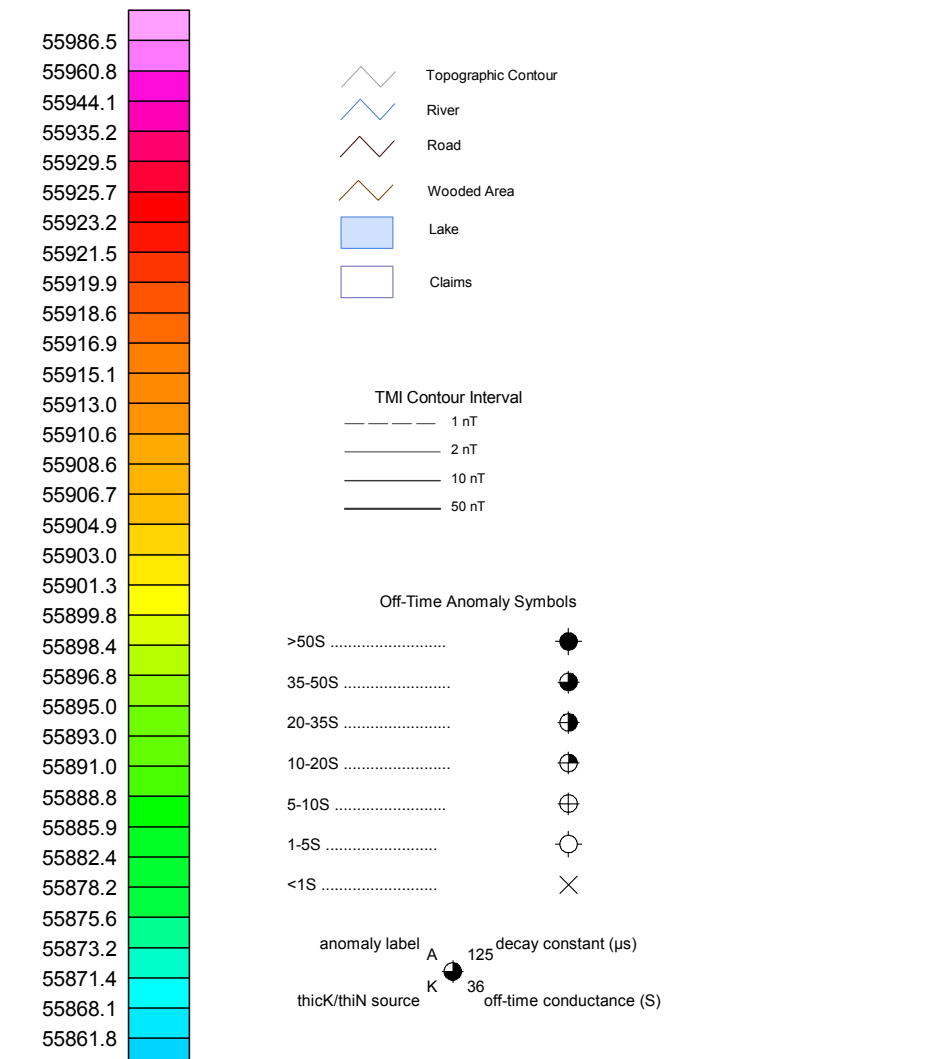 55986.5
55960.8
55944.1
55935.2
55929.5
55925.7
55923.2
55921.5
55919.9
55918.6
55916.9
55915.1
55913.0
55910.6
55908.6
55906.7
55904.9
55903.0
55901.3
55899.8
55898.4
55896.8
55895.0
55893.0
55891.0
55888.8
55885.9
55882.4
55878.2
55875.6
55873.2
55871.4
55868.1
55861.8
Topographic Contour
River
Road
Wooded Area
Lake
Claims
TMI Contour Interval
1 nT
2 nT
10 nT
50 nT
Off-Time Anomaly Symbols
>50S ..........................
35-50S ........................
20-35S ........................
10-20S ........................
5-10S .........................
1-5S .........................
<1S ..........................
anomaly label A 125 decay constant (µs)
thicK/thiN source K 36 off-time conductance (S)